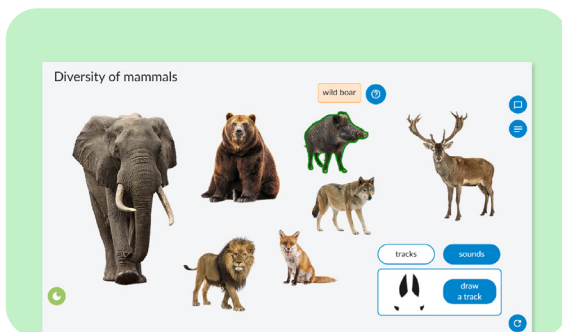 Diversity of mammals
wild boar
tracks
sounds
draw
a track